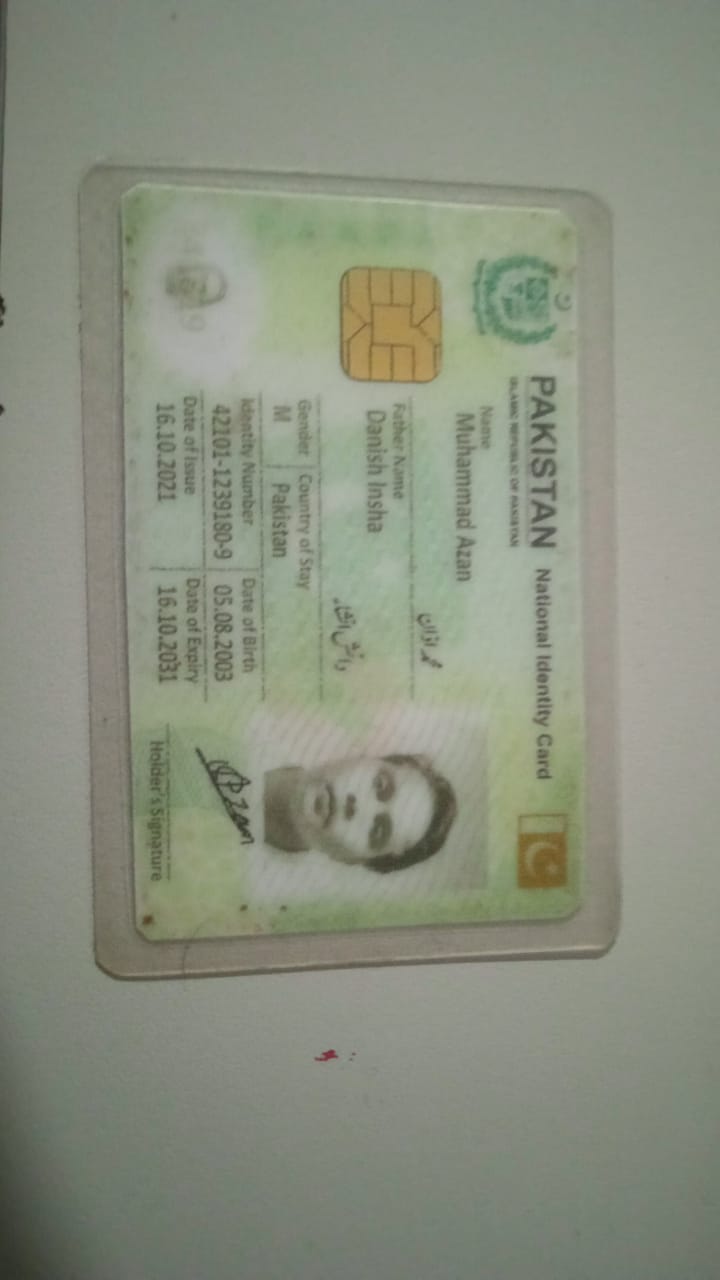 PAKISTAN National Identity Card
ISLAMIC REPUBLIC OF PAKISTAN
Name
Muhammad Azan
محمد اذان
Father Name
Danish Insha
دانش انشاء
Gender Country of Stay
M Pakistan
Identity Number Date of Birth
42101-1239180-9 05.08.2003
Date of Issue Date of Expiry
16.10.2021 16.10.2031
Azan
Holder's Signature